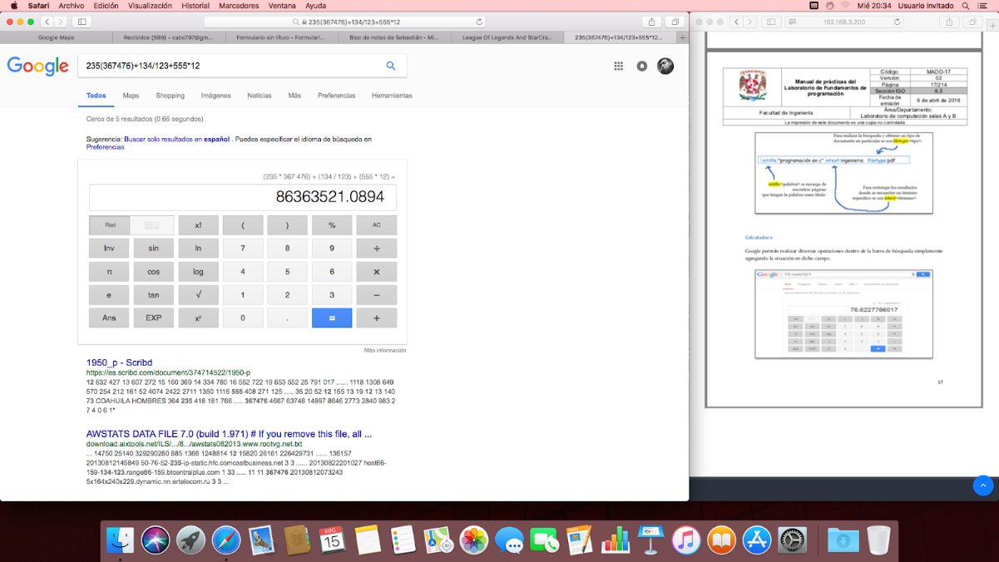 Safari Archivo Edición Visualización Historial Marcadores Ventana Ayuda
Mié 20:34 Usuario invitado
235(367476)+134/123+555*12
192.168.3.200
Google Maps
Recibidos (689) - cabs797@gm...
Formulario sin título - Formulari...
Bloc de notas de Sebastián - Mi...
League Of Legends And StarCra...
235(367476)+134/123+555*12...
Google
235(367476)+134/123+555*12
Todos Maps Shopping Imágenes Noticias Más Preferencias Herramientas
Cerca de 5 resultados (0.66 segundos)
Sugerencia: Buscar solo resultados en español . Puedes especificar el idioma de búsqueda en
Preferencias
(235 * 367 476) + (134 / 123) + (555 * 12) =
86363521.0894
Rad x! ( ) % AC
Inv sin ln 7 8 9 ÷
π cos log 4 5 6 ×
e tan √ 1 2 3 −
Ans EXP xʸ 0 . = +
Más información
1950_p - Scribd
https://es.scribd.com/document/374714522/1950-p
12 632 427 13 607 272 15 160 369 14 334 780 16 552 722 19 653 552 25 791 017 ...... 1118 1308 649
570 254 212 161 52 4074 2422 2711 1350 1116 555 408 271 125 ..... 35 20 52 12 155 13 19 12 13 140
73 COAHUILA HOMBRES 364 235 418 181 766 ..... 367476 4667 63748 14997 8646 2773 2840 983 2
7 4 0 6 1"
AWSTATS DATA FILE 7.0 (build 1.971) # If you remove this file, all ...
download.aixtools.net/ILS/.../8.../awstats082013.www.rootvg.net.txt
... 14750 25140 329290280 885 1366 1248814 12 15820 26161 226429731 ...... 136157
20130812145849 50-76-52-235-ip-static.hfc.comcastbusiness.net 3 3 ...... 20130822201027 host86-
159-134-123.range86-159.btcentralplus.com 1 33 ..... 11 11 367476 20130812073243
5x164x240x229.dynamic.nn.ertelecom.ru 3 3 ...
Manual de prácticas del
Laboratorio de Fundamentos de
programación
Código: MADO-17
Versión: 02
Página 17/214
Sección ISO 8.3
Fecha de
emisión
6 de abril de 2018
Facultad de Ingeniería
Área/Departamento:
Laboratorio de computación salas A y B
La impresión de este documento es una copia no controlada
Para realizar la búsqueda y obtener un tipo de
documento en particular se usa filetype:<tipo>.
intitle:"programación en c" intext:ingenieria filetype:pdf
intitle:<palabra> se encarga de
encontrar páginas
que tengan la palabra como título.
Para restringir los resultados
donde se encuentre un término
específico se usa intext:<término>.
Calculadora
Google permite realizar diversas operaciones dentro de la barra de búsqueda simplemente
agregando la ecuación en dicho campo.
Google
76.6227766017
17
AGO.
15